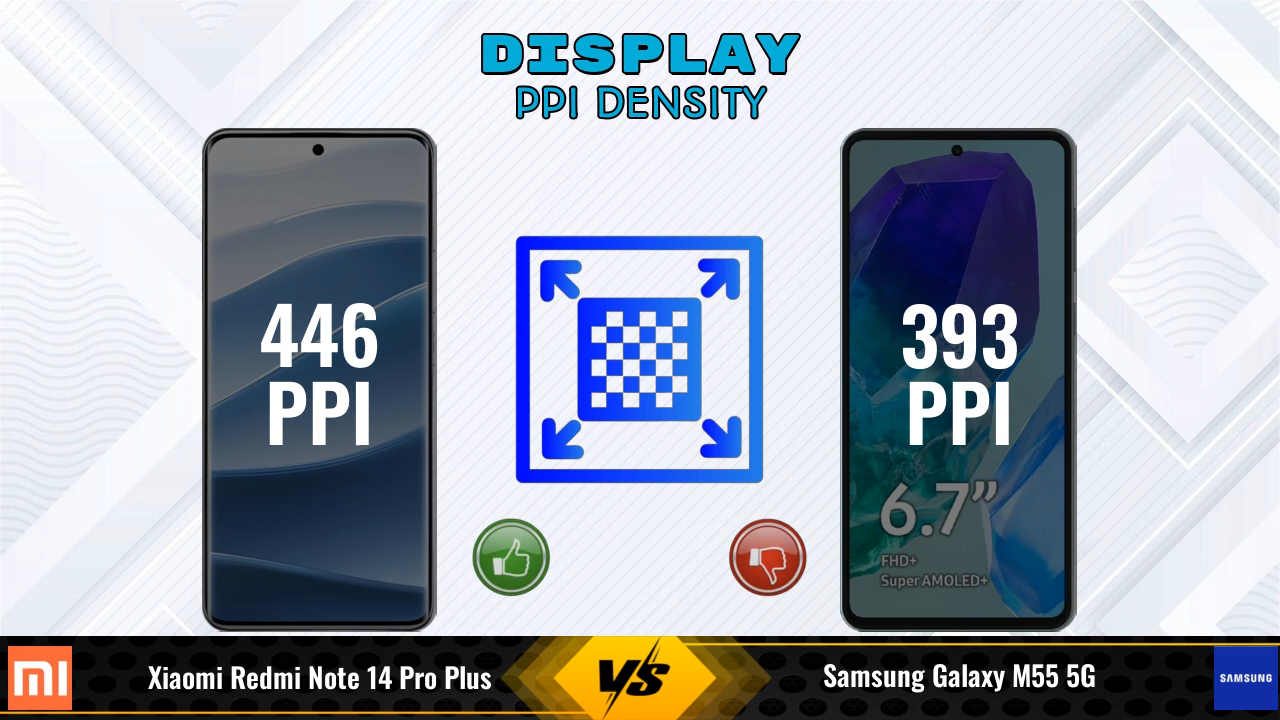 DISPLAY
PPI DENSITY
446
PPI
393
PPI
6.7”
FHD+
Super AMOLED+
Xiaomi Redmi Note 14 Pro Plus
VS
Samsung Galaxy M55 5G
SAMSUNG